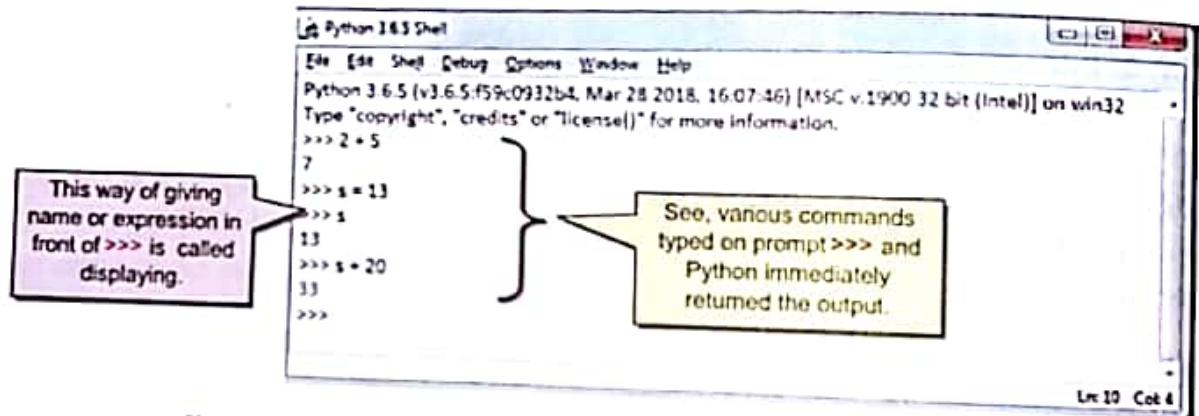 Python 3.6.5 Shell
File Edit Shell Debug Options Window Help
Python 3.6.5 (v3.6.5:f59c0932b4, Mar 28 2018, 16:07:46) [MSC v.1900 32 bit (Intel)] on win32
Type "copyright", "credits" or "license()" for more information.
>>> 2 + 5
7
>>> s = 13
>>> s
13
>>> s + 20
33
>>>
This way of giving
name or expression in
front of >>> is called
displaying.
See, various commands
typed on prompt >>> and
Python immediately
returned the output.
Ln: 10 Col: 4